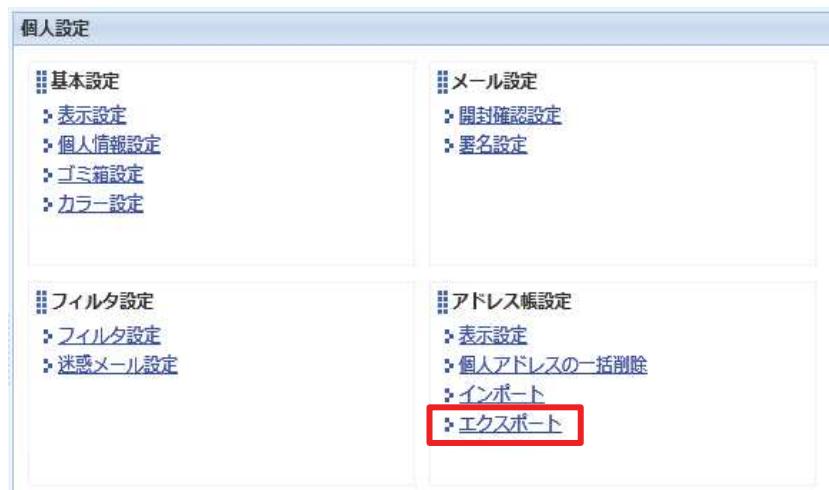 個人設定
基本設定
表示設定
個人情報設定
ゴミ箱設定
カラー設定
メール設定
開封確認設定
署名設定
フィルタ設定
フィルタ設定
迷惑メール設定
アドレス帳設定
表示設定
個人アドレスの一括削除
インポート
エクスポート